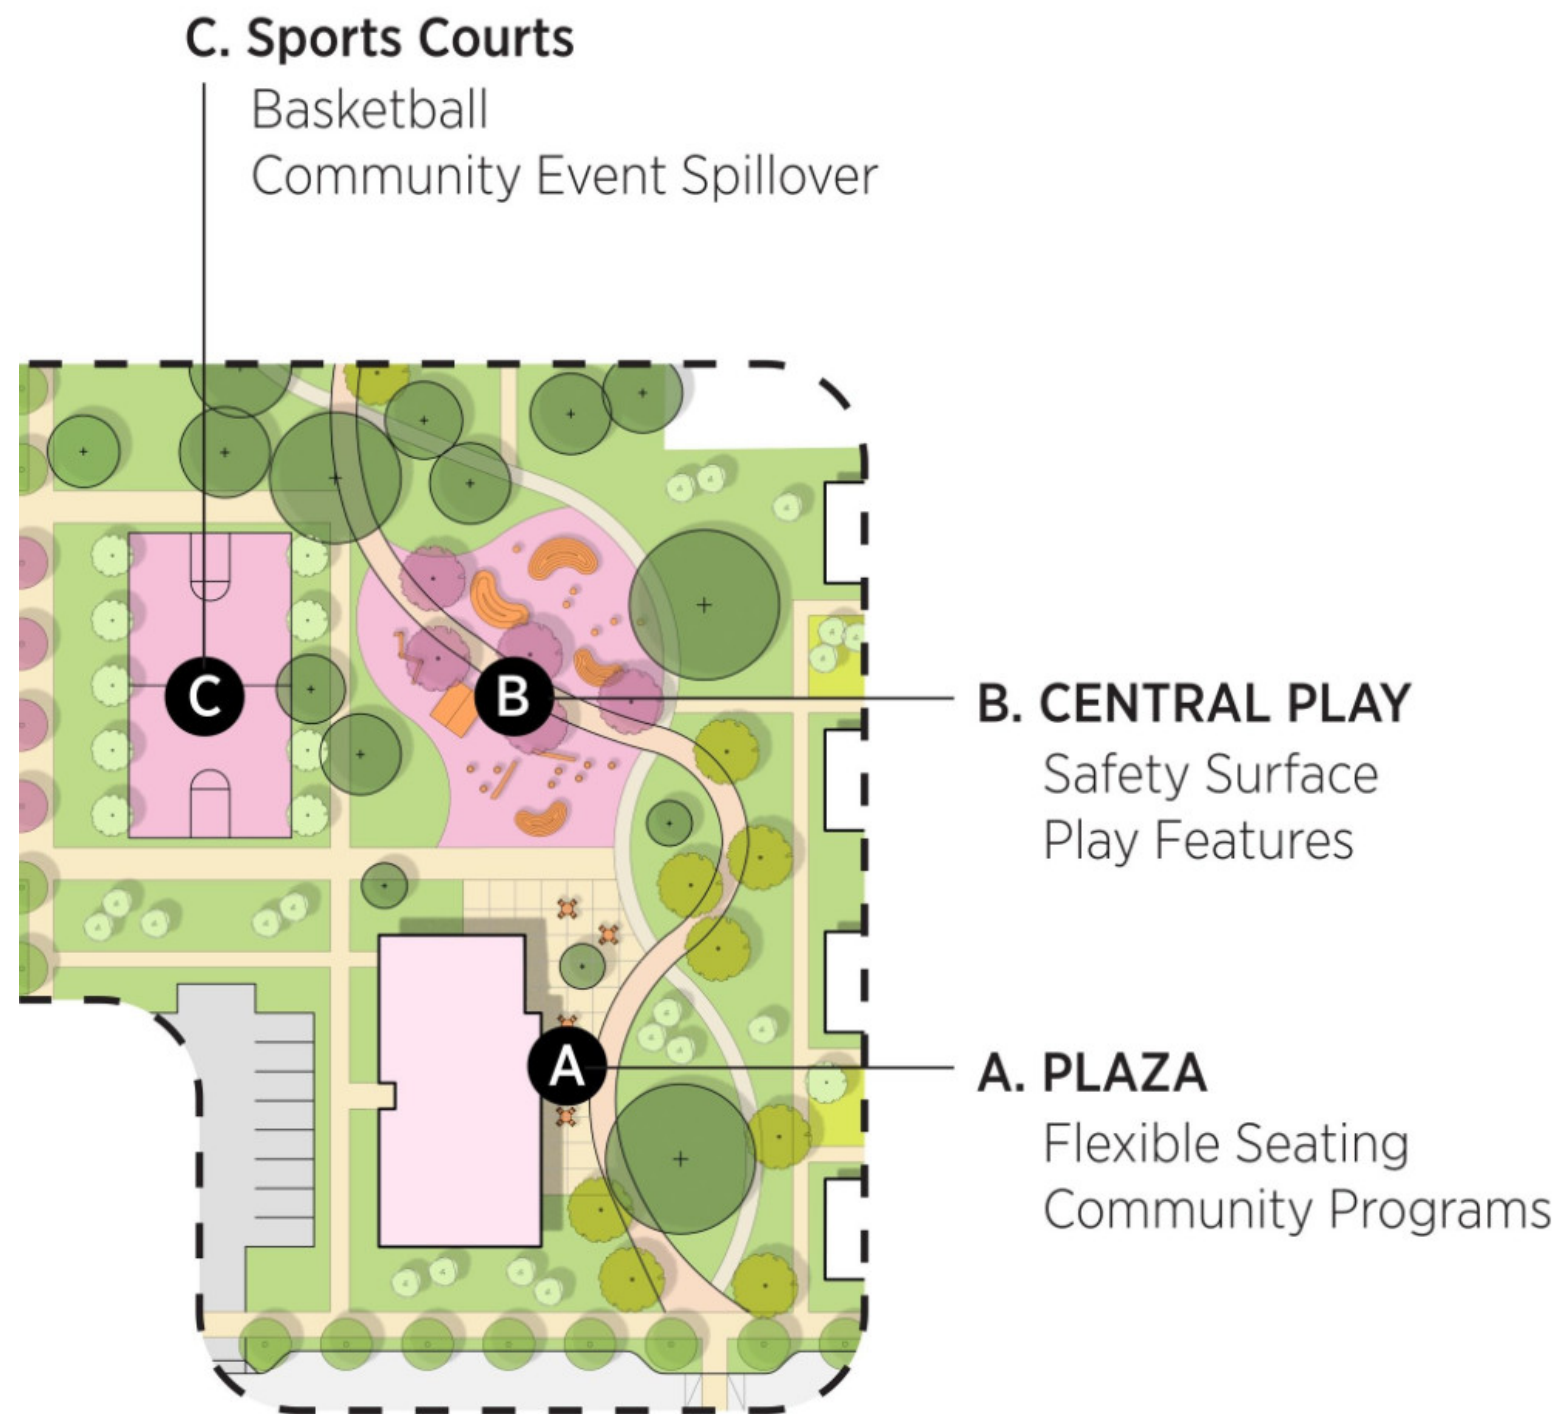 C. Sports Courts
Basketball
Community Event Spillover
C
B
B. CENTRAL PLAY
Safety Surface
Play Features
A
A. PLAZA
Flexible Seating
Community Programs